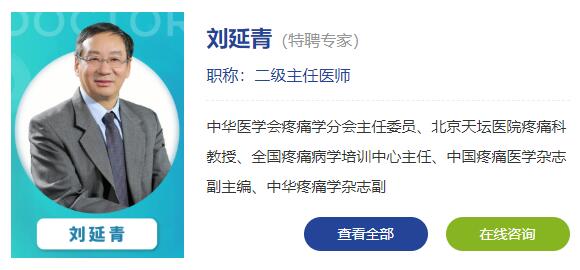 DOCTOR
刘延青
刘延青（特聘专家）
职称：二级主任医师
中华医学会疼痛学分会主任委员、北京天坛医院疼痛科
教授、全国疼痛病学培训中心主任、中国疼痛医学杂志
副主编、中华疼痛学杂志副
查看全部
在线咨询